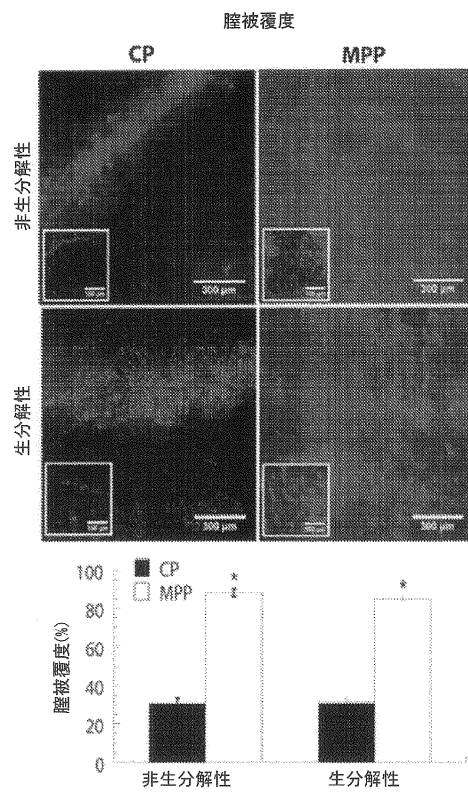 膣被覆度
CP MPP
非生分解性
300 μm 300 μm
生分解性
300 μm 300 μm
膣被覆度(%)
100
80
60
40
20
0
CP
MPP
*
*
非生分解性 生分解性